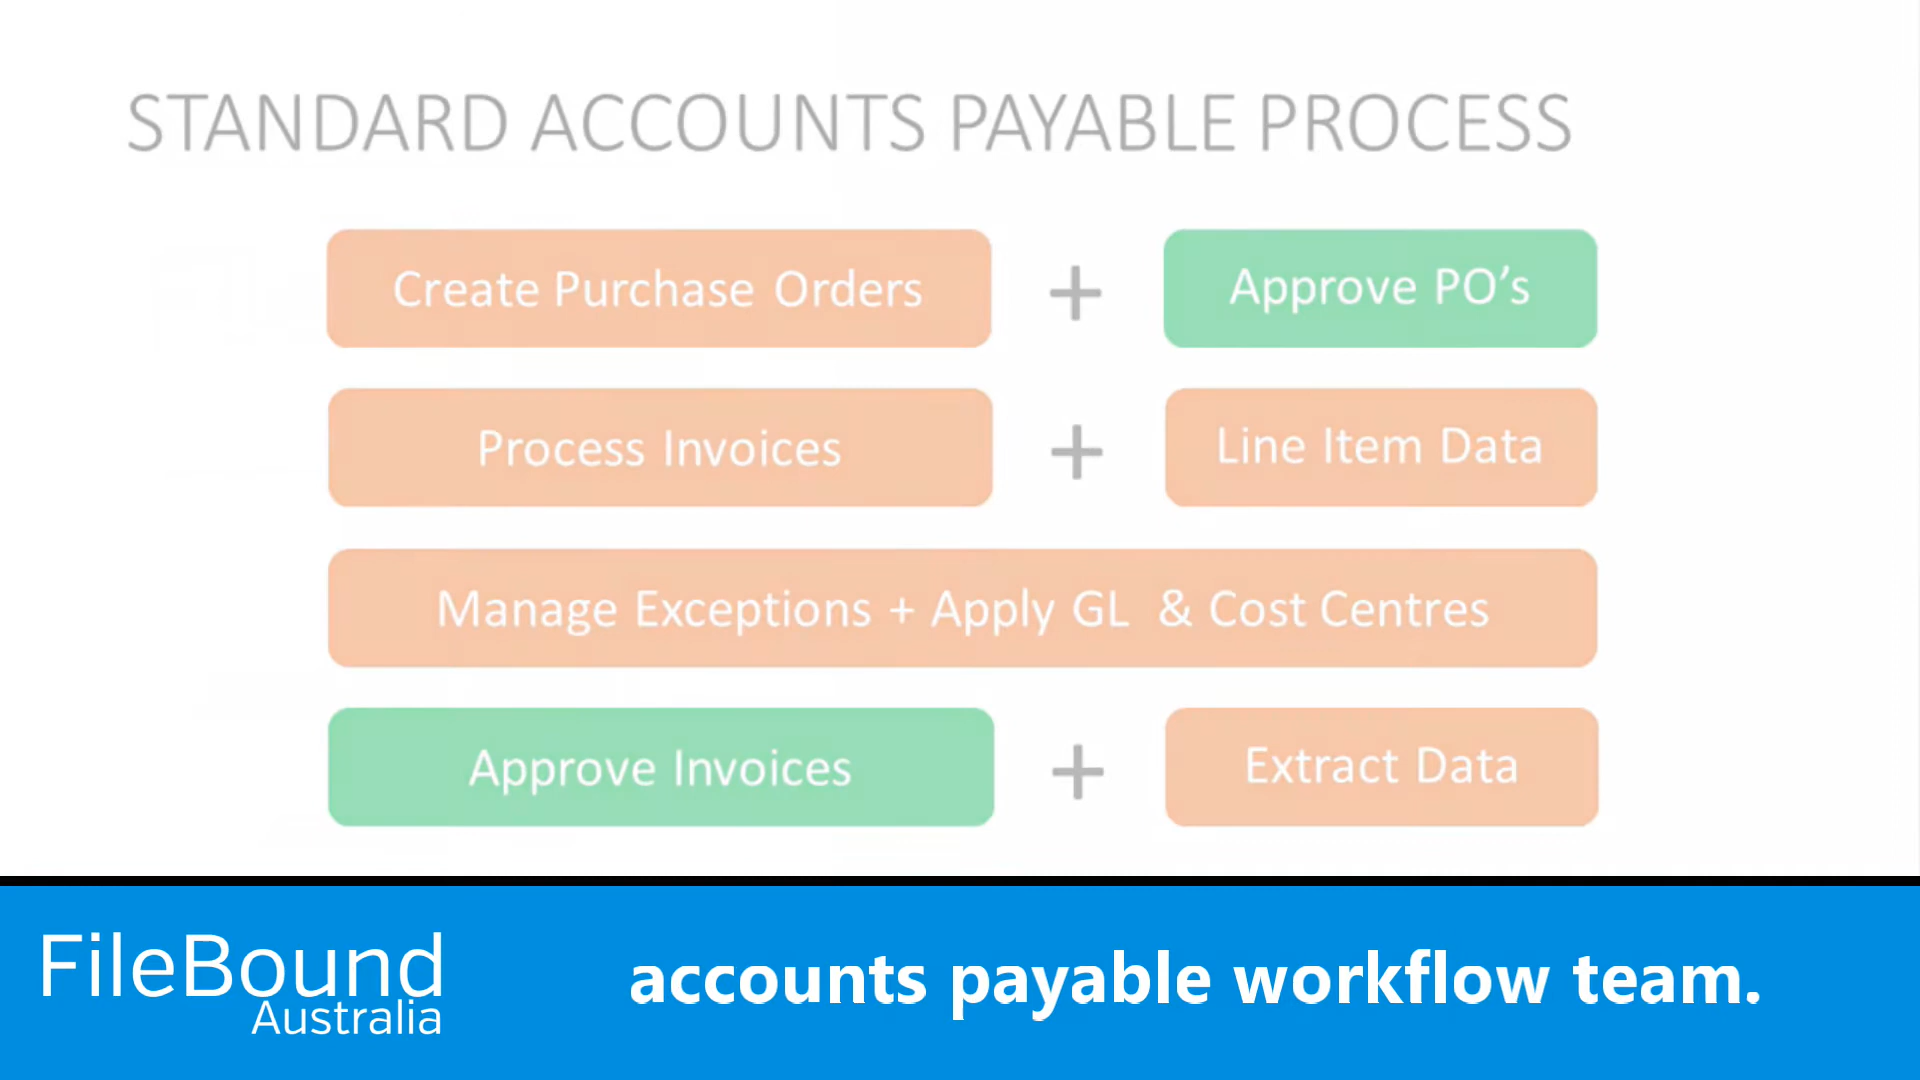 STANDARD ACCOUNTS PAYABLE PROCESS
Create Purchase Orders + Approve PO’s
Process Invoices + Line Item Data
Manage Exceptions + Apply GL & Cost Centres
Approve Invoices + Extract Data
FileBound
Australia
accounts payable workflow team.